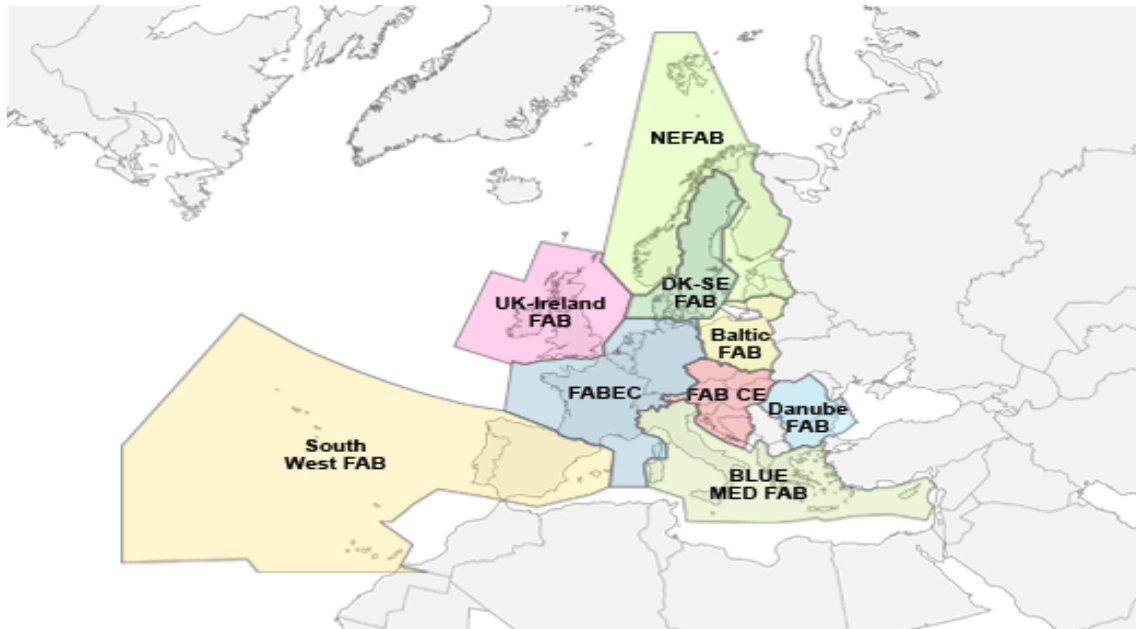 NEFAB
DK-SE
FAB
UK-Ireland
FAB
Baltic
FAB
FABEC
FAB CE
Danube
FAB
South
West FAB
BLUE
MED FAB